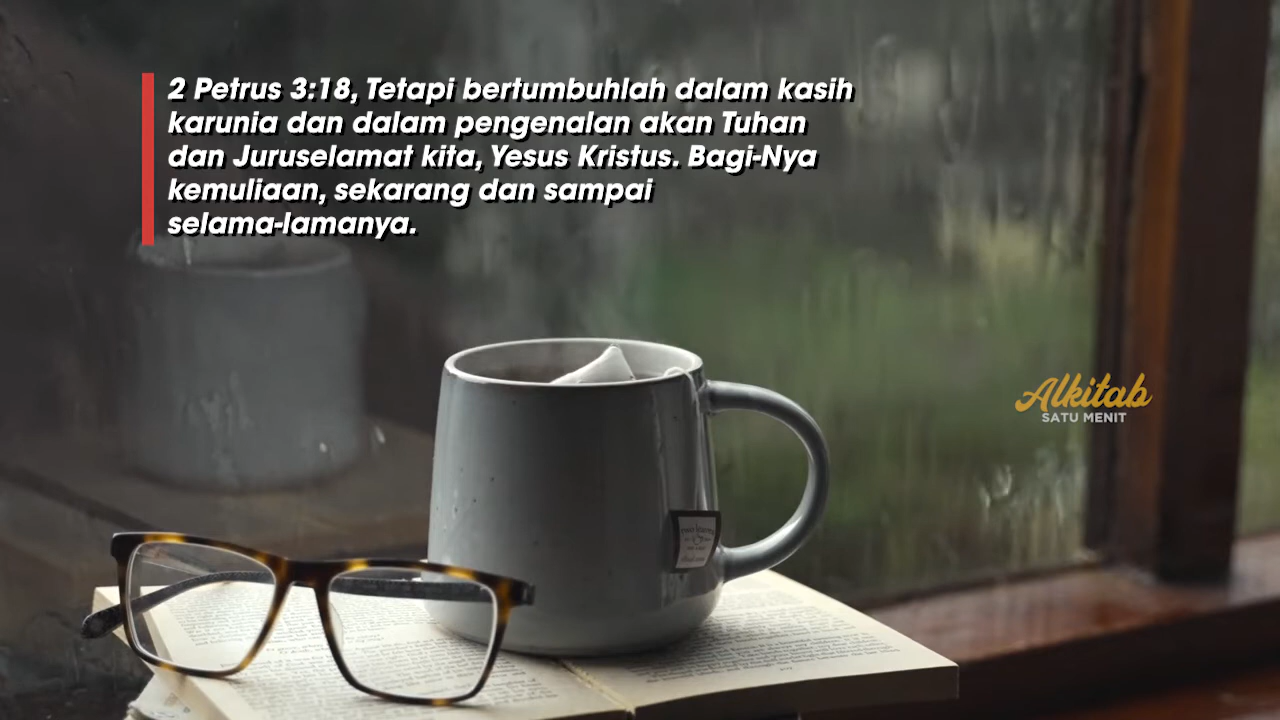 2 Petrus 3:18, Tetapi bertumbuhlah dalam kasih
karunia dan dalam pengenalan akan Tuhan
dan Juruselamat kita, Yesus Kristus. Bagi-Nya
kemuliaan, sekarang dan sampai
selama-lamanya.
Alkitab
SATU MENIT